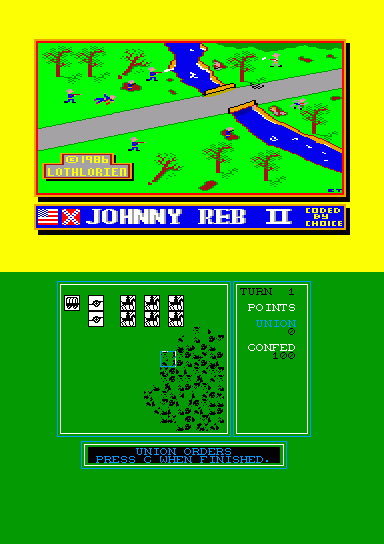 ©1986
LOTHLORIEN
CT
JOHNNY REB II
CODED
BY
CHOICE
TURN 1
POINTS
UNION
0
CONFED
100
UNION ORDERS
PRESS C WHEN FINISHED.